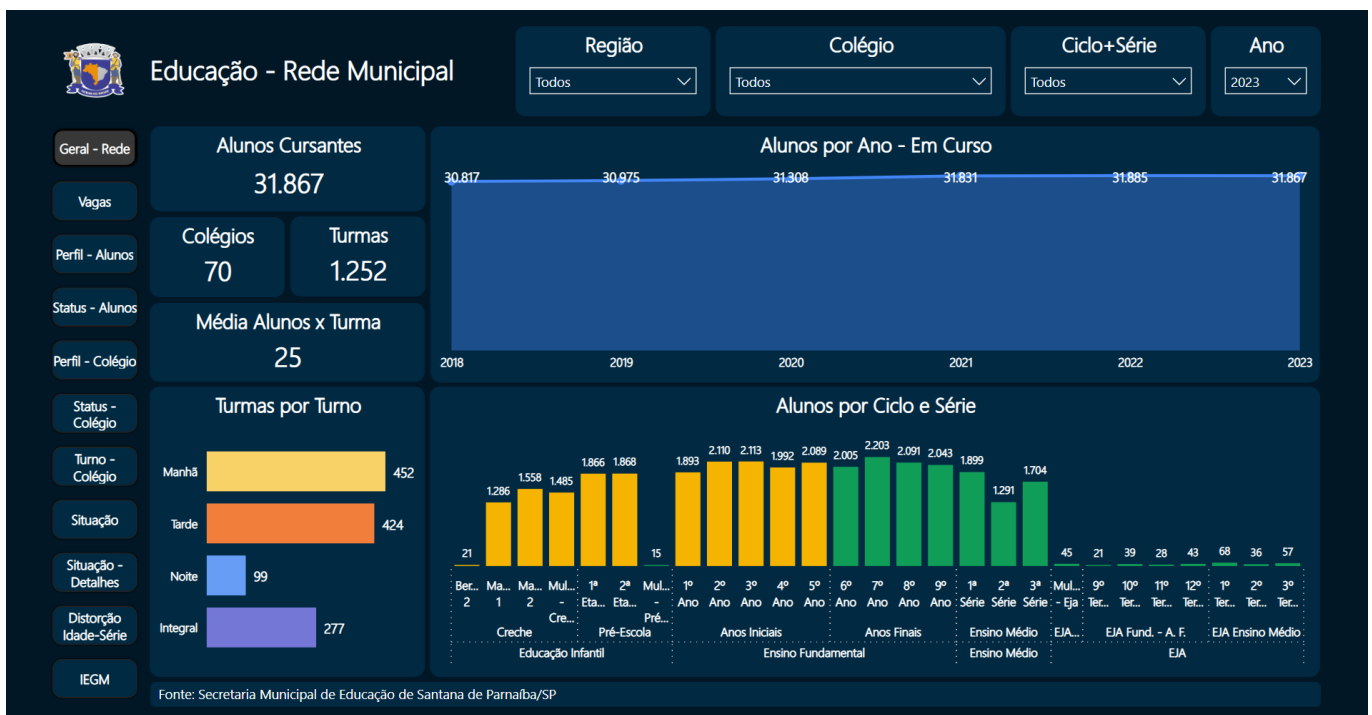 Educação - Rede Municipal
Região
Todos
Colégio
Todos
Ciclo+Série
Todos
Ano
2023
Geral - Rede
Vagas
Perfil - Alunos
Status - Alunos
Perfil - Colégio
Status -
Colégio
Turno -
Colégio
Situação
Situação -
Detalhes
Distorção
Idade-Série
IEGM
Alunos Cursantes
31.867
Colégios
70
Turmas
1.252
Média Alunos x Turma
25
Alunos por Ano - Em Curso
30.817 30.975 31.308 31.831 31.885 31.867
2018 2019 2020 2021 2022 2023
Turmas por Turno
Manhã 452
Tarde 424
Noite 99
Integral 277
Alunos por Ciclo e Série
21 1.286 1.558 1.485 1.866 1.868 15 1.893 2.110 2.113 1.992 2.089 2.005 2.203 2.091 2.043 1.899 1.291 1.704 45 21 39 28 43 68 36 57
Ber... Ma... Ma... Mul... 1ª 2ª Mul... 1º 2º 3º 4º 5º 6º 7º 8º 9º 1ª 2ª 3ª Mul... 9º 10º 11º 12º 1º 2º 3º
2 1 2 - Eta... Eta... - Ano Ano Ano Ano Ano Ano Ano Ano Ano Série Série Série - Eja Ter... Ter... Ter... Ter... Ter... Ter... Ter...
Cre... Pré...
Creche Pré-Escola Anos Iniciais Anos Finais Ensino Médio EJA... EJA Fund. - A. F. EJA Ensino Médio
Educação Infantil Ensino Fundamental Ensino Médio EJA
Fonte: Secretaria Municipal de Educação de Santana de Parnaíba/SP